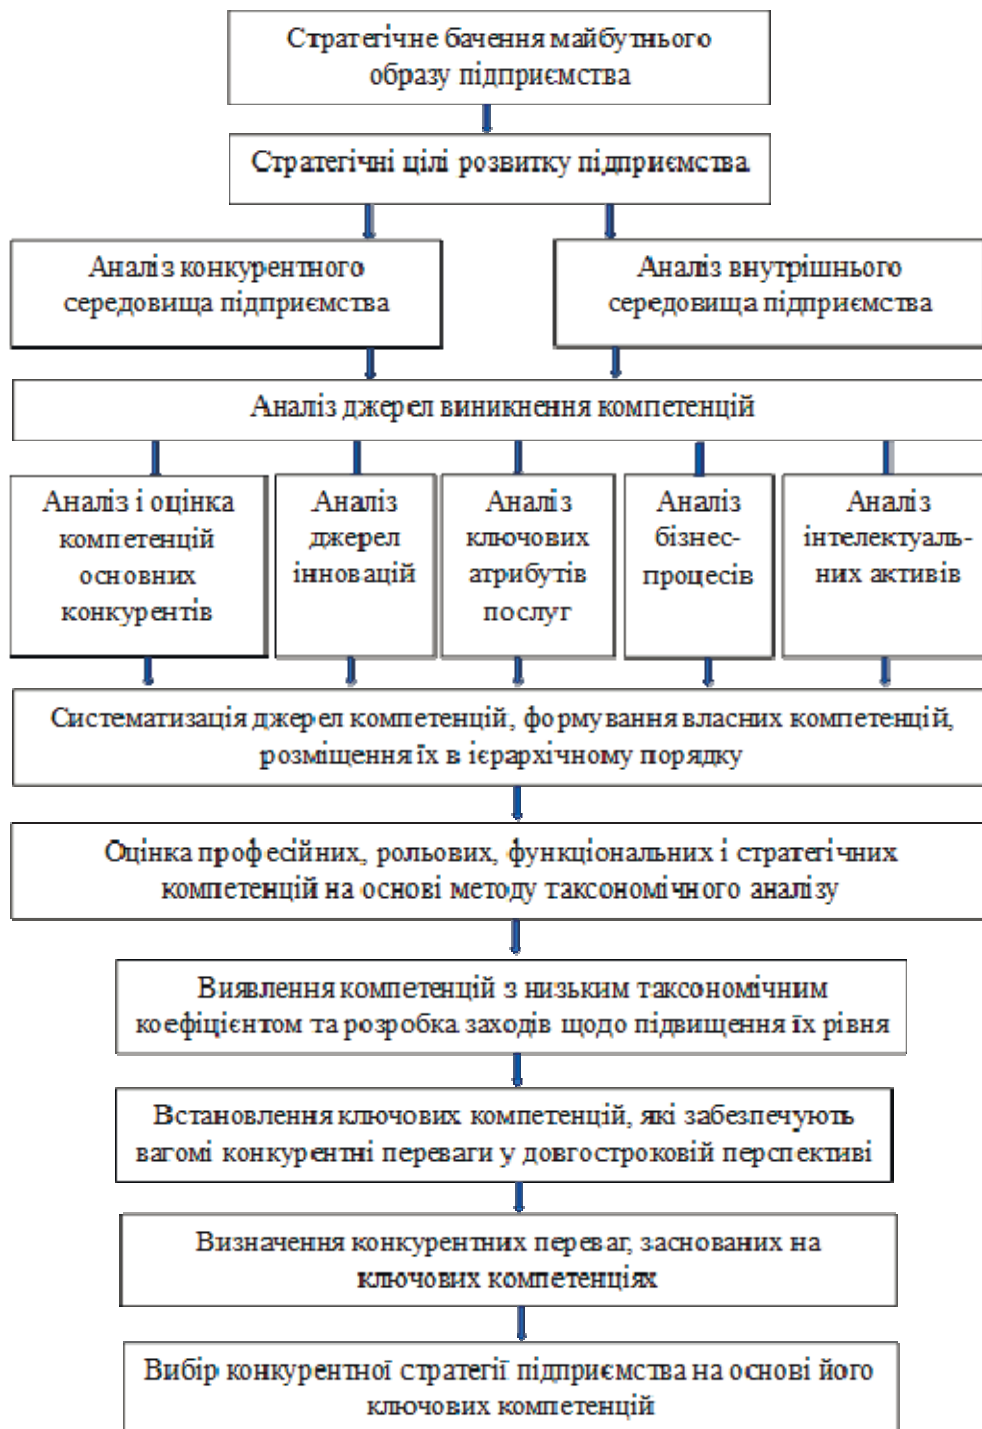 Стратегічне бачення майбутнього
образу підприємства
Стратегічні цілі розвитку підприємства
Аналіз конкурентного
середовища підприємства
Аналіз внутрішнього
середовища підприємства
Аналіз джерел виникнення компетенцій
Аналіз і оцінка
компетенцій
основних
конкурентів
Аналіз
джерел
інновацій
Аналіз
ключових
атрибутів
послуг
Аналіз
бізнес-
процесів
Аналіз
інтелектуаль-
них активів
Систематизація джерел компетенцій, формування власних компетенцій,
розміщення їх в ієрархічному порядку
Оцінка професійних, рольових, функціональних і стратегічних
компетенцій на основі методу таксономічного аналізу
Виявлення компетенцій з низьким таксономічним
коефіцієнтом та розробка заходів щодо підвищення їх рівня
Встановлення ключових компетенцій, які забезпечують
вагомі конкурентні переваги у довгостроковій перспективі
Визначення конкурентних переваг, заснованих на
ключових компетенціях
Вибір конкурентної стратегії підприємства на основі його
ключових компетенцій